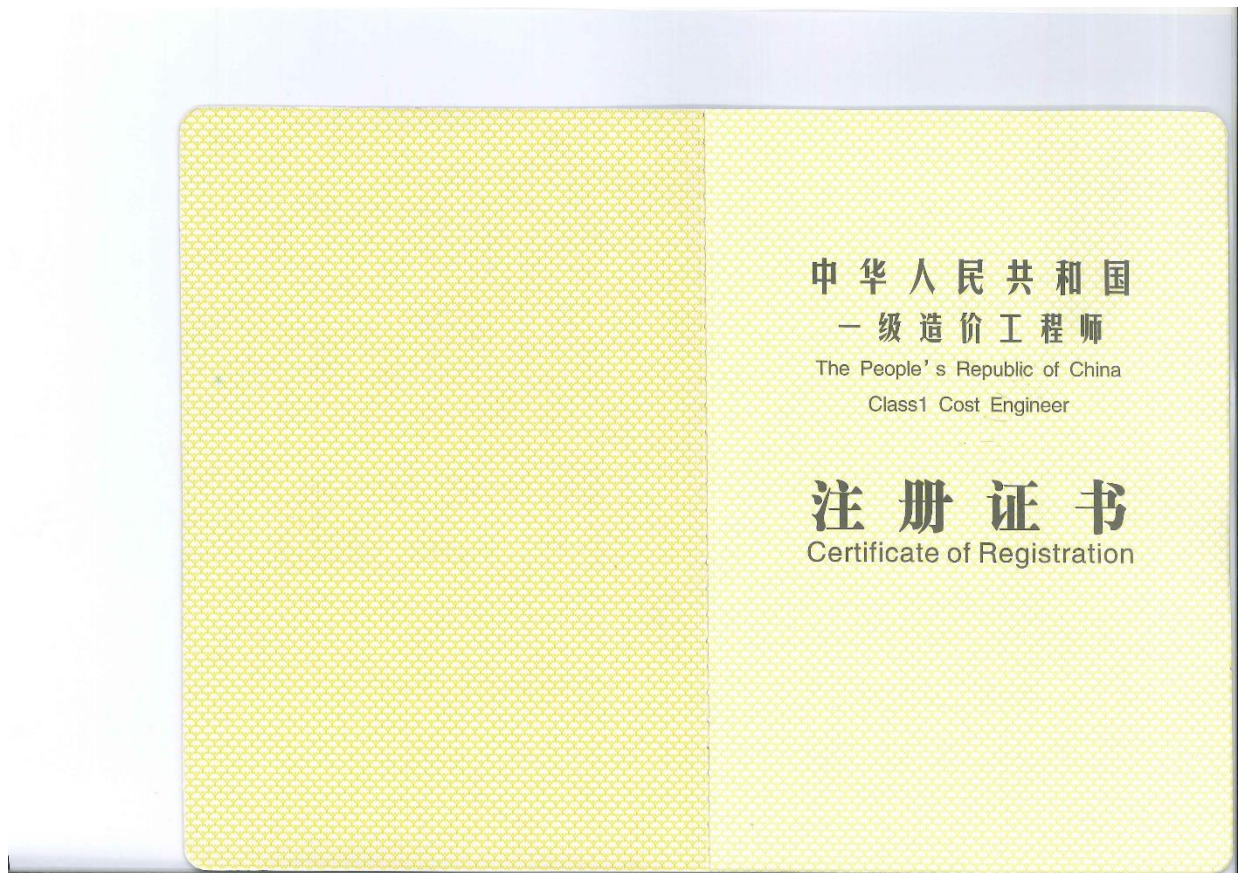 中华人民共和国
一级造价工程师
The People's Republic of China
Class1 Cost Engineer
注册证书
Certificate of Registration